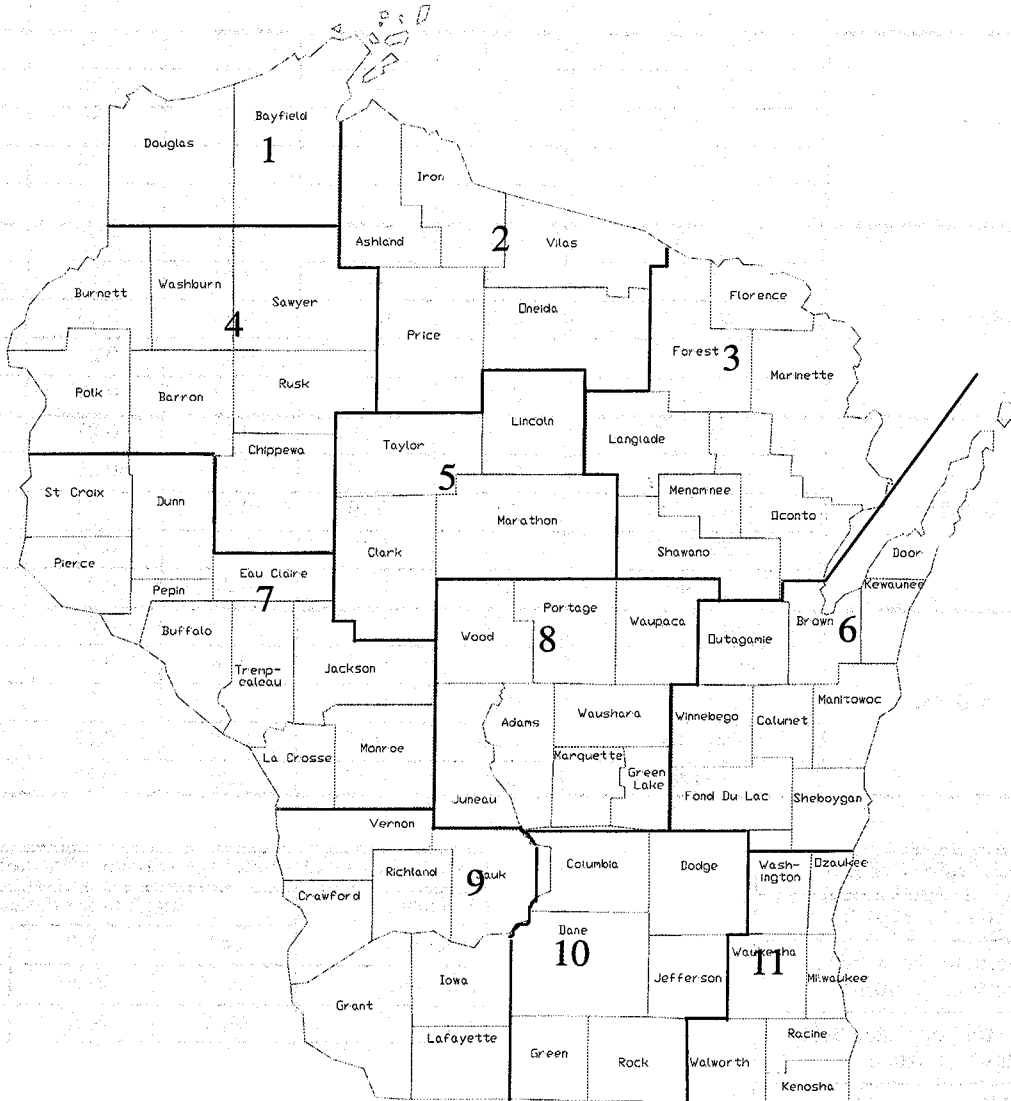 Bayfield
Douglas
1
Iron
Ashland
2
Vilas
Burnett
Washburn
Sawyer
4
Florence
Oneida
Price
Forest
3
Marinette
Polk
Barron
Rusk
Lincoln
Taylor
Langlade
Chippewa
5
St Croix
Dunn
Menominee
Marathon
Oconto
Clark
Shawano
Door
Pierce
Eau Claire
Pepin
7
Kewaunee
Buffalo
Wood
Portage
8
Waupaca
Outagamie
Brown
6
Tremp-
caleau
Jackson
Manitowoc
Adams
Waushara
Winnebego
Calumet
Monroe
La Crosse
Marquette
Green
Lake
Juneau
Fond Du Lac
Sheboygan
Vernon
Columbia
Dodge
Wash-
ington
Ozaukee
Richland
Sauk
9
Crawford
Dane
10
Waukesha
11
Jefferson
Milwaukee
Iowa
Grant
Lafayette
Green
Rock
Walworth
Racine
Kenosha